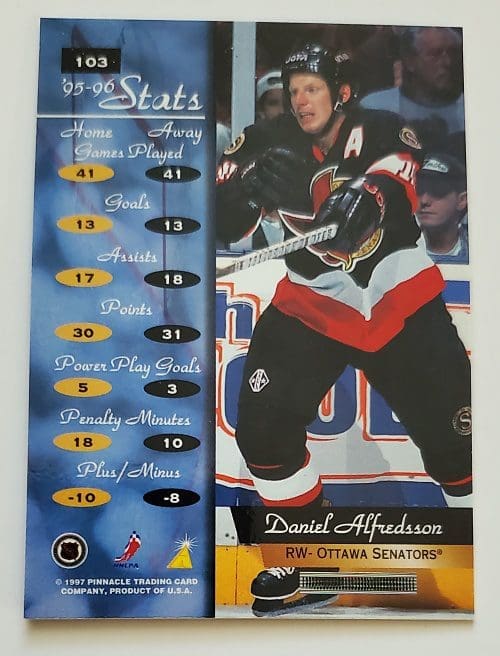 103
'95-96 Stats
Home Away
Games Played
41 41
Goals
13 13
Assists
17 18
Points
30 31
Power Play Goals
5 3
Penalty Minutes
18 10
Plus/Minus
-10 -8
NHLPA
© 1997 PINNACLE TRADING CARD
COMPANY, PRODUCT OF U.S.A.
A
Daniel Alfredsson
RW- OTTAWA SENATORS®